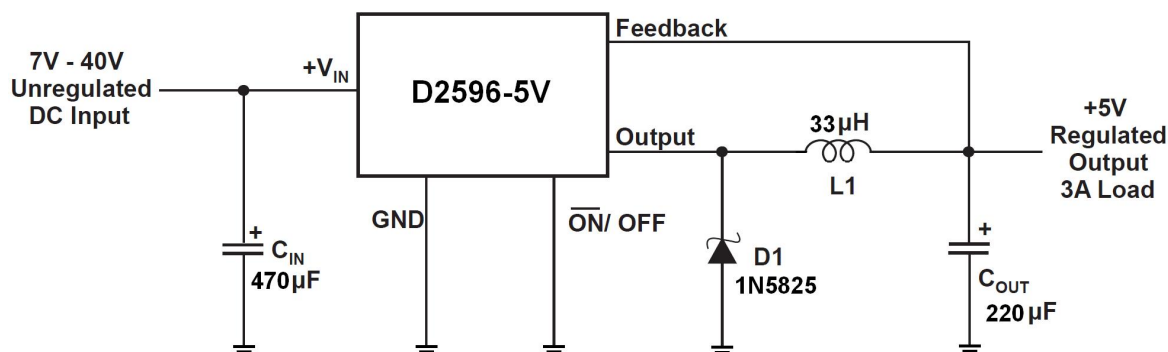 7V - 40V
Unregulated
DC Input
+VIN
D2596-5V
Feedback
Output
33µH
L1
+5V
Regulated
Output
3A Load
GND
ON/ OFF
+
CIN
470µF
D1
1N5825
+
COUT
220µF